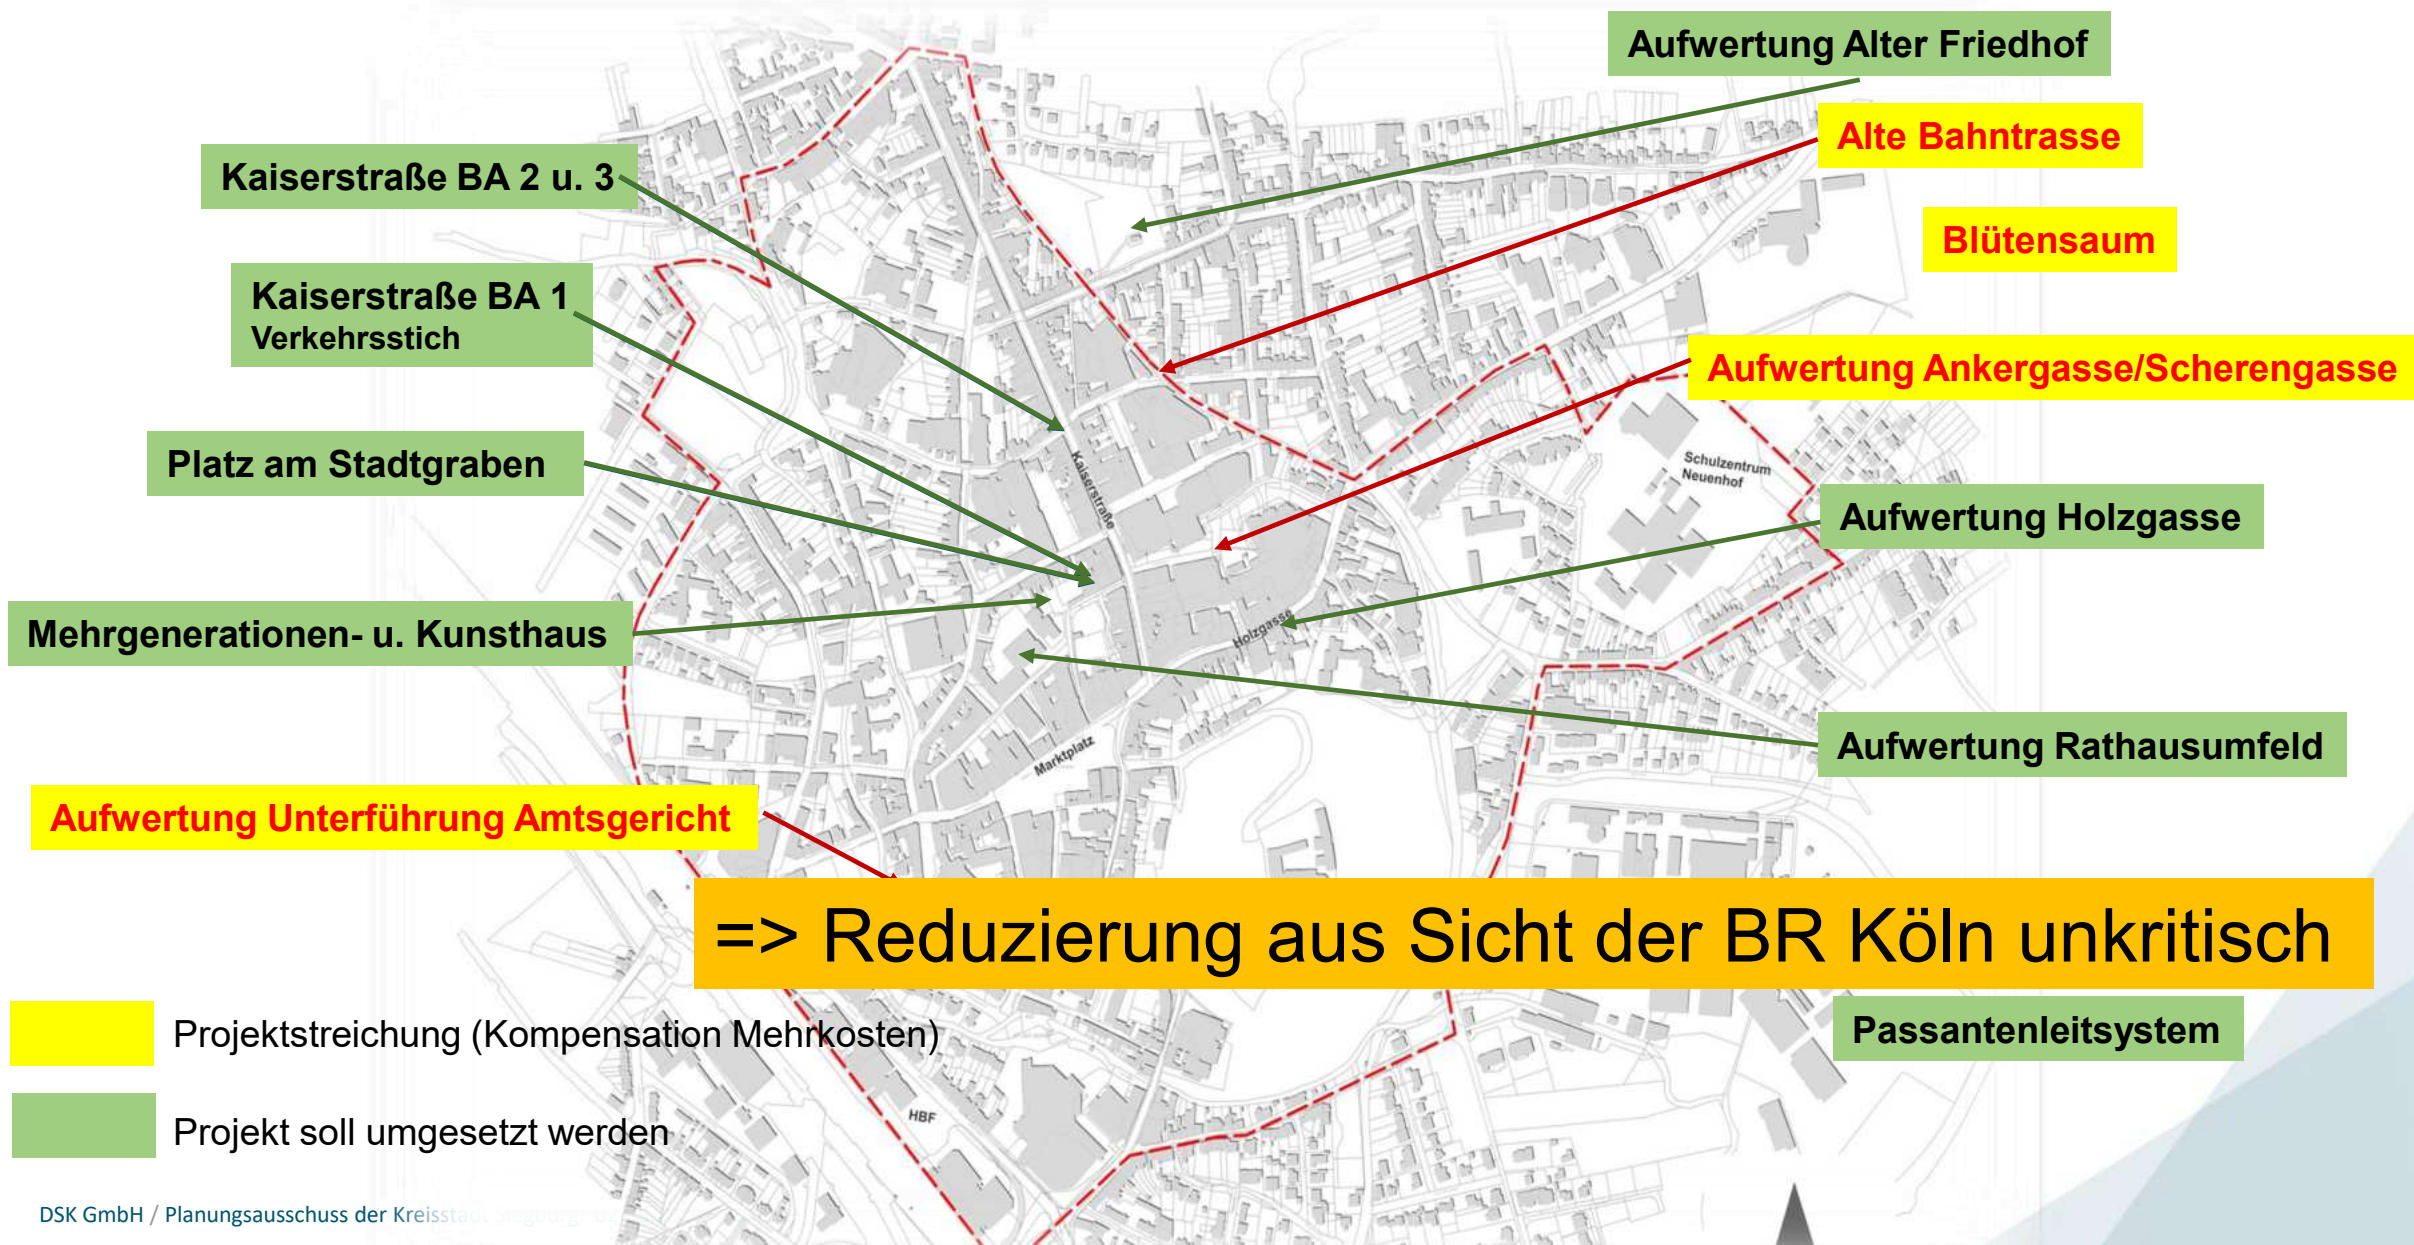 Aufwertung Alter Friedhof
Alte Bahntrasse
Kaiserstraße BA 2 u. 3
Blütensaum
Kaiserstraße BA 1
Verkehrsstich
Aufwertung Ankergasse/Scherengasse
Platz am Stadtgraben
Kaiserstraße
Schulzentrum
Neuenhof
Aufwertung Holzgasse
Mehrgenerationen- u. Kunsthaus
Holzgasse
Aufwertung Rathausumfeld
Marktplatz
Aufwertung Unterführung Amtsgericht
=> Reduzierung aus Sicht der BR Köln unkritisch
Projektstreichung (Kompensation Mehrkosten)
Passantenleitsystem
HBF
Projekt soll umgesetzt werden
DSK GmbH / Planungsausschuss der Kreisstadt Siegburg